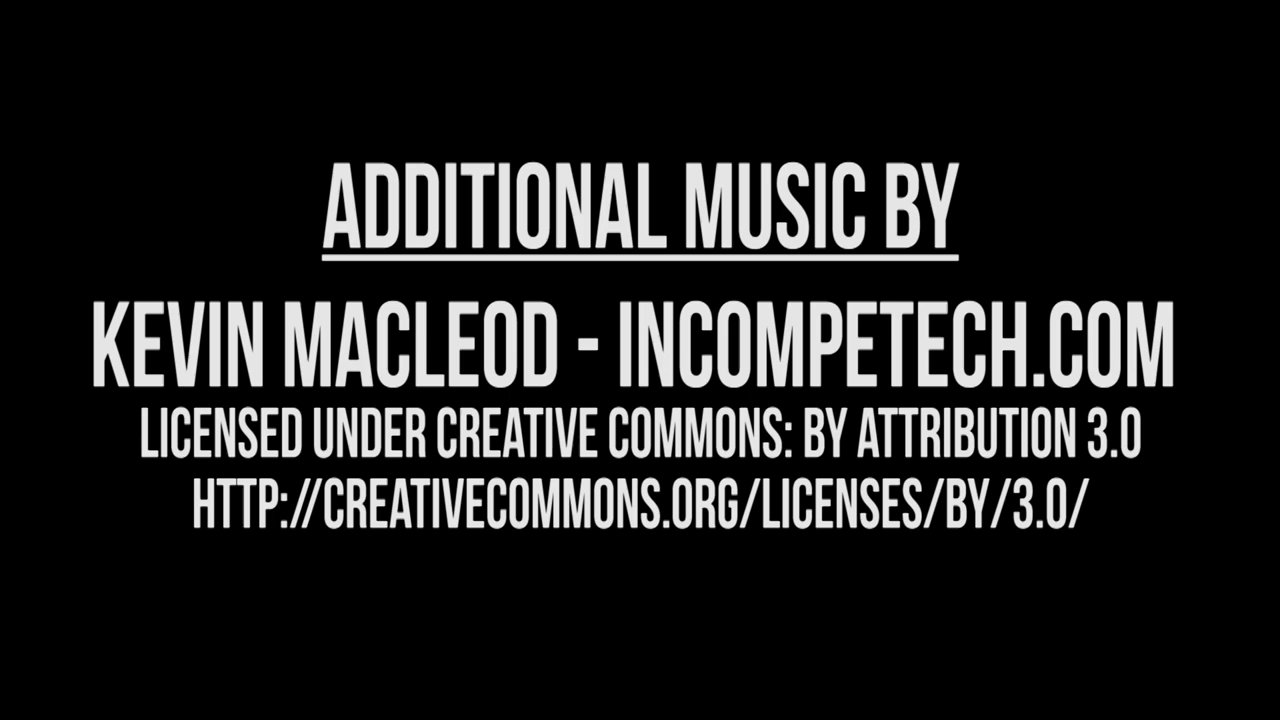 ADDITIONAL MUSIC BY
KEVIN MACLEOD - INCOMPETECH.COM
LICENSED UNDER CREATIVE COMMONS: BY ATTRIBUTION 3.0
HTTP://CREATIVECOMMONS.ORG/LICENSES/BY/3.0/